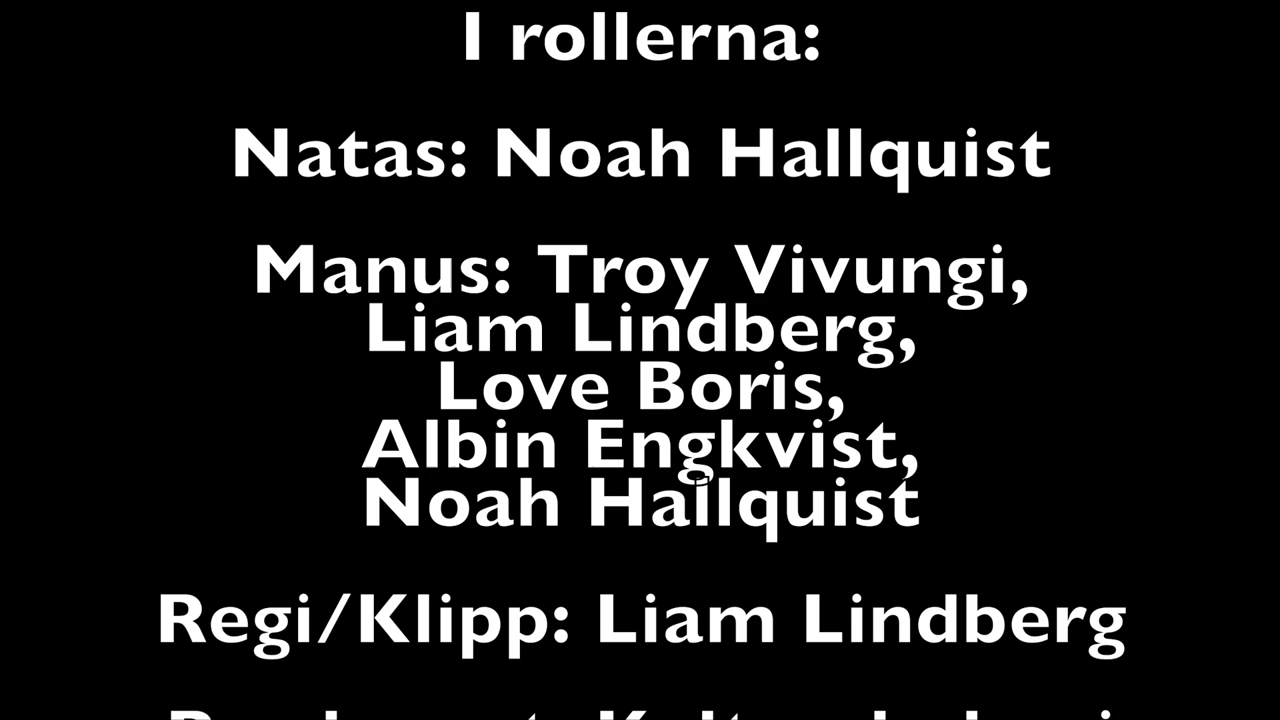 I rollerna:
Natas: Noah Hallquist
Manus: Troy Vivungi,
Liam Lindberg,
Love Boris,
Albin Engkvist,
Noah Hallquist
Regi/Klipp: Liam Lindberg